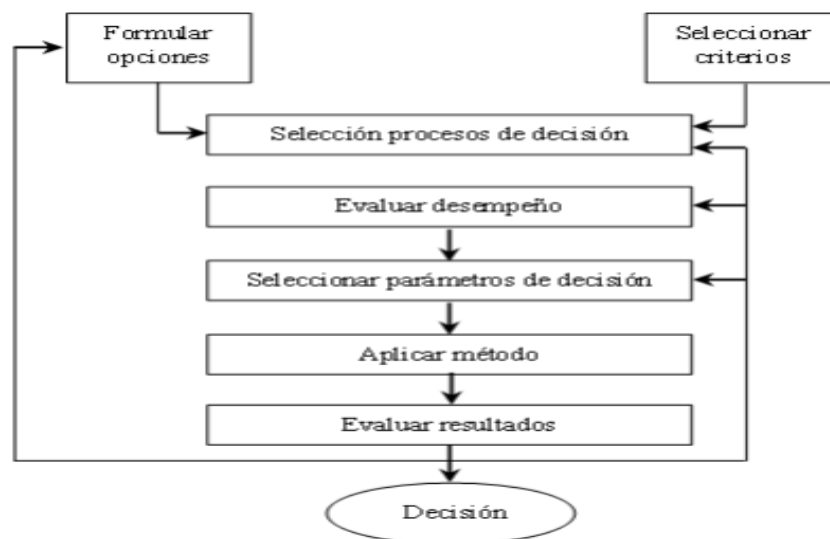 Formular
opciones
Seleccionar
criterios
Selección procesos de decisión
Evaluar desempeño
Seleccionar parámetros de decisión
Aplicar método
Evaluar resultados
Decisión